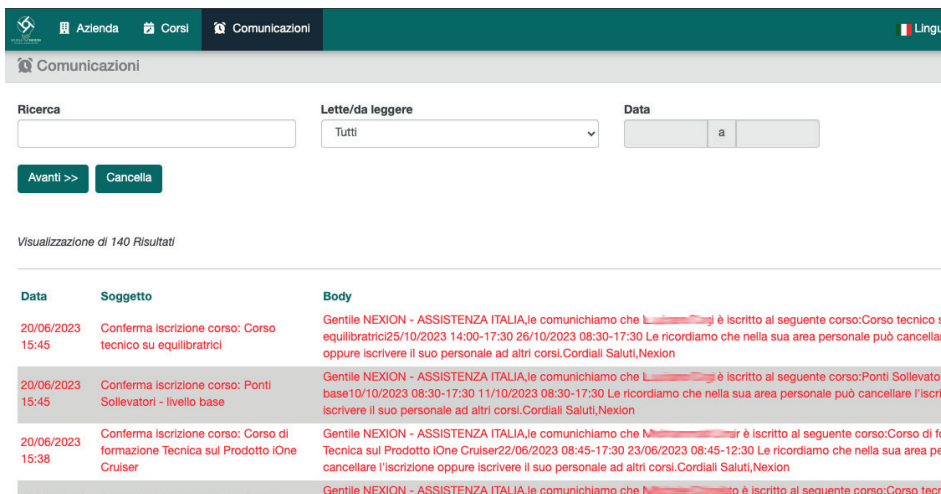 Azienda Corsi Comunicazioni Lingu
Comunicazioni
Ricerca Lette/da leggere Data
Tutti a
Avanti >> Cancella
Visualizzazione di 140 Risultati
Data Soggetto Body
20/06/2023 15:45
Conferma iscrizione corso: Corso
tecnico su equilibratrici
Gentile NEXION - ASSISTENZA ITALIA,le comunichiamo che è iscritto al seguente corso:Corso tecnico s
equilibratrici25/10/2023 14:00-17:30 26/10/2023 08:30-17:30 Le ricordiamo che nella sua area personale può cancella
oppure iscrivere il suo personale ad altri corsi.Cordiali Saluti,Nexion
20/06/2023
15:45
Conferma iscrizione corso: Ponti
Sollevatori - livello base
Gentile NEXION - ASSISTENZA ITALIA,le comunichiamo che è iscritto al seguente corso:Ponti Sollevato
base10/10/2023 08:30-17:30 11/10/2023 08:30-17:30 Le ricordiamo che nella sua area personale può cancellare l'iscri
iscrivere il suo personale ad altri corsi.Cordiali Saluti,Nexion
20/06/2023
15:38
Conferma iscrizione corso: Corso di
formazione Tecnica sul Prodotto iOne
Cruiser
Gentile NEXION - ASSISTENZA ITALIA,le comunichiamo che è iscritto al seguente corso:Corso di fo
Tecnica sul Prodotto iOne Cruiser22/06/2023 08:45-17:30 23/06/2023 08:45-12:30 Le ricordiamo che nella sua area pe
cancellare l'iscrizione oppure iscrivere il suo personale ad altri corsi.Cordiali Saluti,Nexion
Gentile NEXION - ASSISTENZA ITALIA,le comunichiamo che è iscritto al seguente corso:Corso tecn